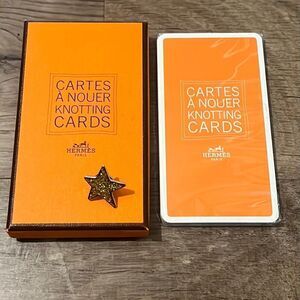 CARTES
À NOUER
KNOTTING
CARDS
HERMÈS
PARIS
CARTES
À NOUER
KNOTTING
CARDS
HERMÈS
PARIS